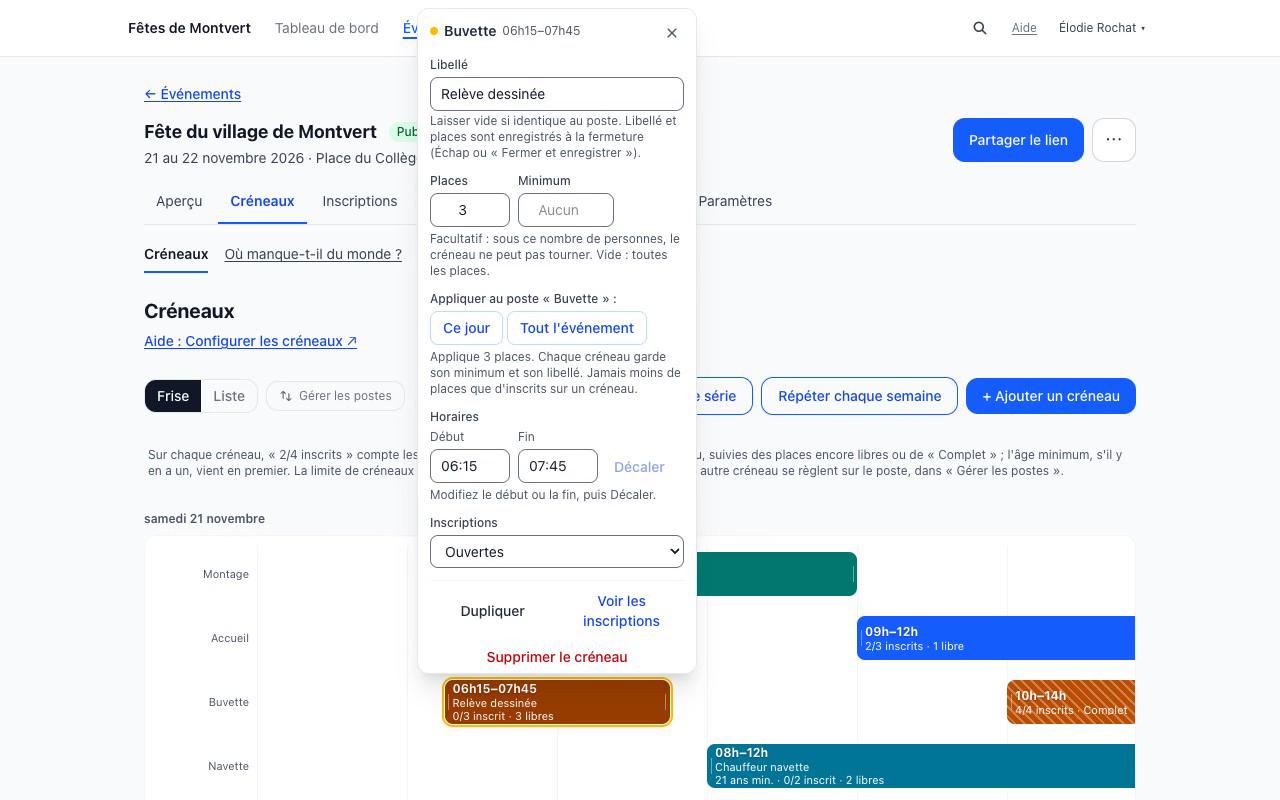 Fêtes de Montvert
Tableau de bord
Év
Aide
Élodie Rochat
← Événements
Fête du village de Montvert
Pub
21 au 22 novembre 2026 · Place du Collèg
Partager le lien
...
Aperçu
Créneaux
Inscriptions
Paramètres
Créneaux
Où manque-t-il du monde ?
Créneaux
Aide : Configurer les créneaux ↗
Frise
Liste
Gérer les postes
série
Répéter chaque semaine
+ Ajouter un créneau
Sur chaque créneau, « 2/4 inscrits » compte les
suivies des places encore libres ou de « Complet » ; l'âge minimum, s'il y
en a un, vient en premier. La limite de créneaux
autre créneau se règlent sur le poste, dans « Gérer les postes ».
samedi 21 novembre
Buvette 06h15–07h45
Libellé
Relève dessinée
Laisser vide si identique au poste. Libellé et
places sont enregistrés à la fermeture
(Échap ou « Fermer et enregistrer »).
Places
Minimum
3
Aucun
Facultatif : sous ce nombre de personnes, le
créneau ne peut pas tourner. Vide : toutes
les places.
Appliquer au poste « Buvette » :
Ce jour
Tout l'événement
Applique 3 places. Chaque créneau garde
son minimum et son libellé. Jamais moins de
places que d'inscrits sur un créneau.
Horaires
Début
Fin
06:15
07:45
Décaler
Modifiez le début ou la fin, puis Décaler.
Inscriptions
Ouvertes
Dupliquer
Voir les
inscriptions
Supprimer le créneau
Montage
Accueil
09h–12h
2/3 inscrits · 1 libre
Buvette
06h15–07h45
Relève dessinée
0/3 inscrit · 3 libres
10h–14h
4/4 inscrits · Complet
Navette
08h–12h
Chauffeur navette
21 ans min. · 0/2 inscrit · 2 libres